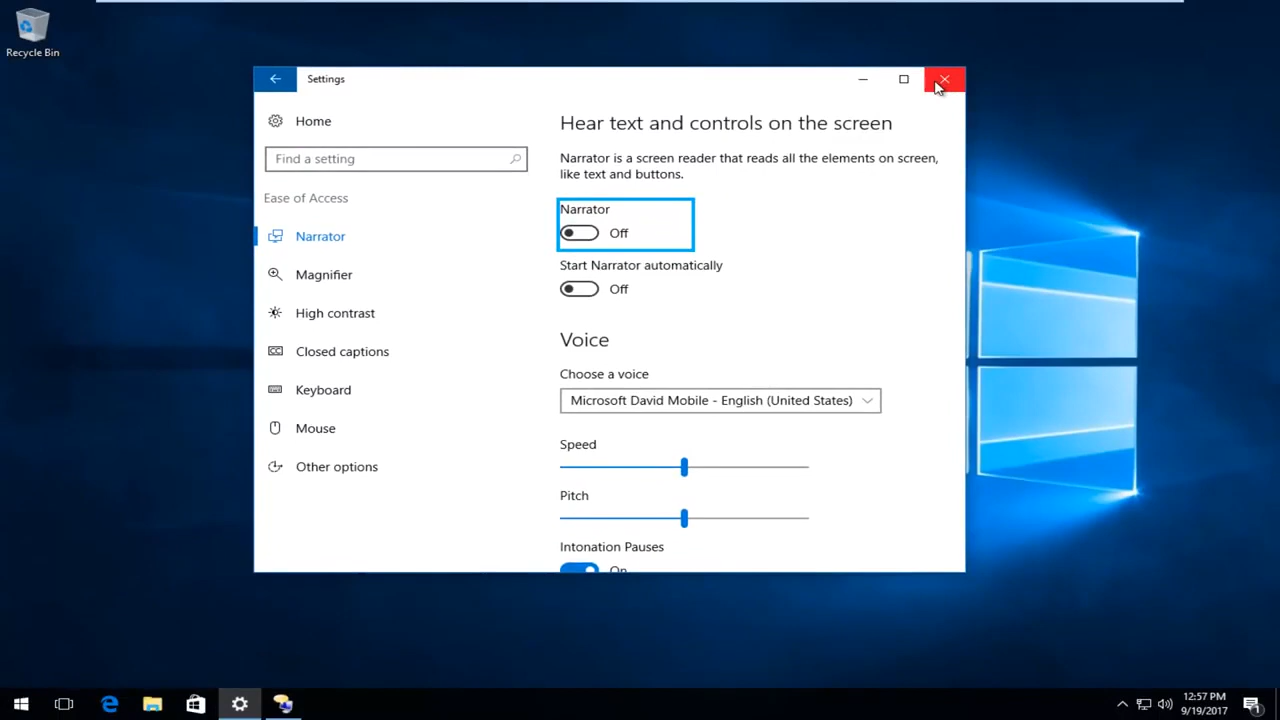 Recycle Bin
Settings
Home
Find a setting
Ease of Access
Narrator
Magnifier
High contrast
Closed captions
Keyboard
Mouse
Other options
Hear text and controls on the screen
Narrator is a screen reader that reads all the elements on screen,
like text and buttons.
Narrator
Off
Start Narrator automatically
Off
Voice
Choose a voice
Microsoft David Mobile - English (United States)
Speed
Pitch
Intonation Pauses
On
12:57 PM
9/19/2017
1